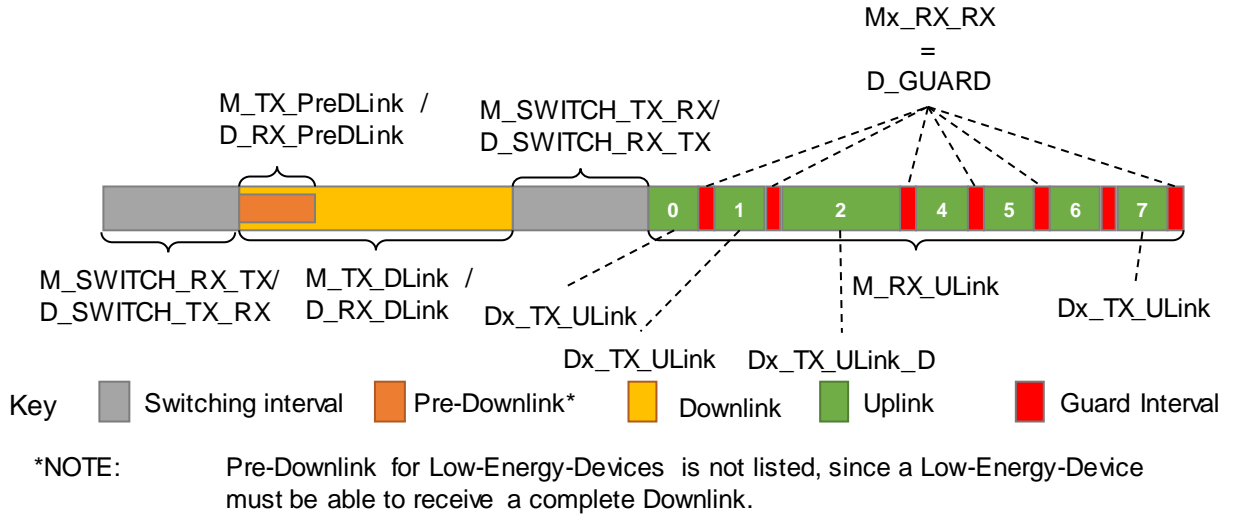 Mx_RX_RX
=
D_GUARD
M_TX_PreDLink /
D_RX_PreDLink
M_SWITCH_TX_RX/
D_SWITCH_RX_TX
0 1 2 4 5 6 7
M_SWITCH_RX_TX/
D_SWITCH_TX_RX
M_TX_DLink /
D_RX_DLink
M_RX_ULink
Dx_TX_ULink
Dx_TX_ULink
Dx_TX_ULink
Dx_TX_ULink_D
Key Switching interval Pre-Downlink* Downlink Uplink Guard Interval
*NOTE: Pre-Downlink for Low-Energy-Devices is not listed, since a Low-Energy-Device
must be able to receive a complete Downlink.